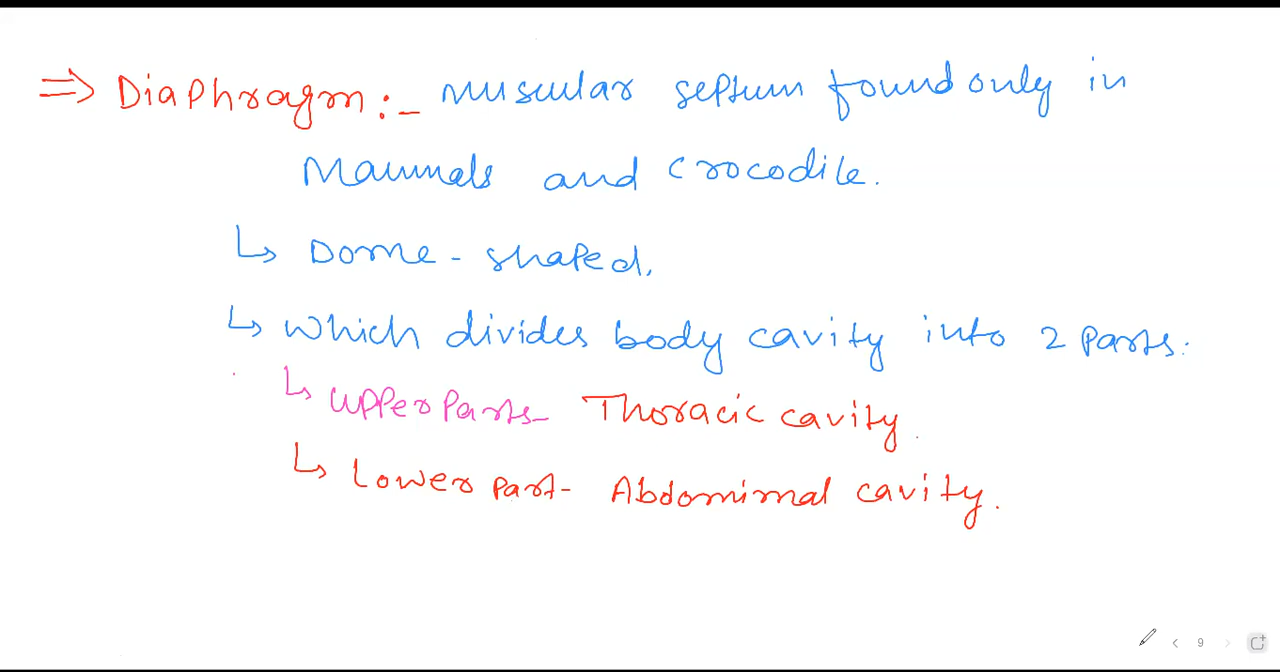 ⇒ Diaphragm :- Muscular septum found only in
Mammals and crocodile.
↳ Dome - shaped.
↳ which divides body cavity into 2 parts.
↳ Upper parts - Thoracic cavity.
↳ Lower part - Abdominal cavity.
9